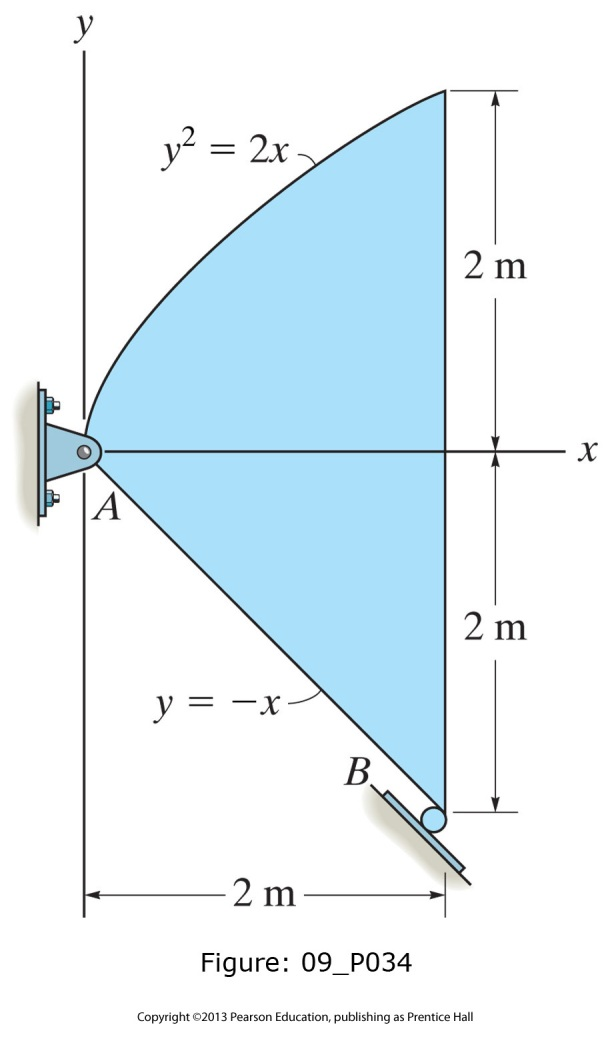 y
y² = 2x
2 m
x
A
2 m
y = −x
B
2 m
Figure: 09_P034
Copyright ©2013 Pearson Education, publishing as Prentice Hall